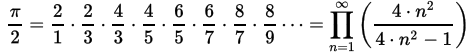 π/2 = 2/1 · 2/3 · 4/3 · 4/5 · 6/5 · 6/7 · 8/7 · 8/9 ··· = ∏_{n=1}^{∞} ( 4·n² / 4·n² − 1 )